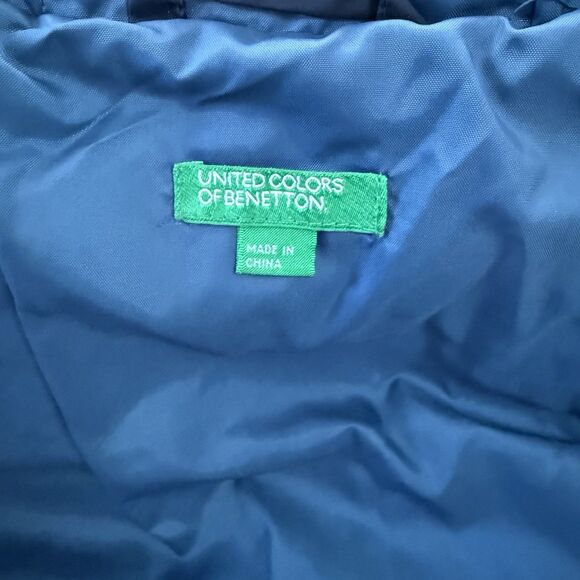 UNITED COLORS
OF BENETTON.
MADE IN
CHINA